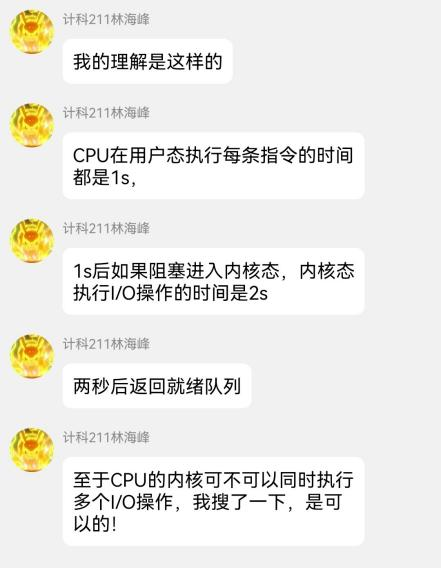 计科211林海峰
我的理解是这样的
计科211林海峰
CPU在用户态执行每条指令的时间
都是1s，
计科211林海峰
1s后如果阻塞进入内核态，内核态
执行I/O操作的时间是2s
计科211林海峰
两秒后返回就绪队列
计科211林海峰
至于CPU的内核可不可以同时执行
多个I/O操作，我搜了一下，是可
以的！